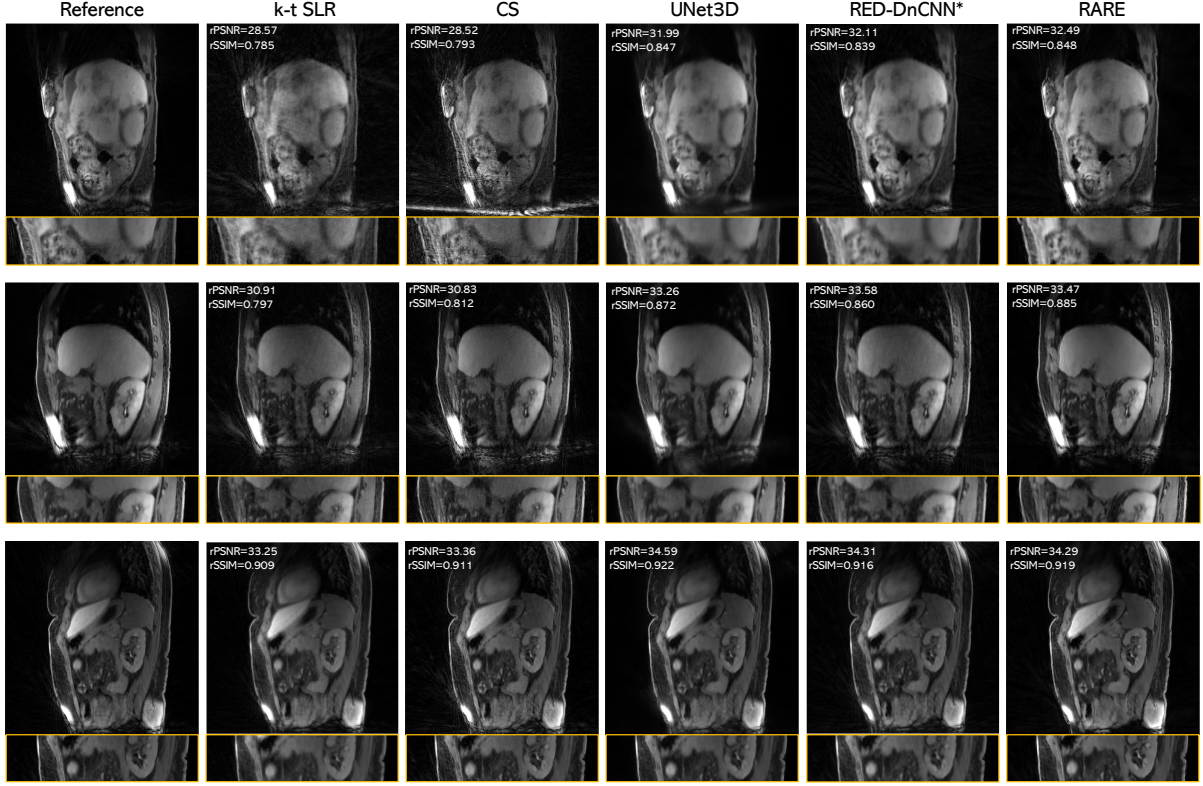 Reference k-t SLR CS UNet3D RED-DnCNN* RARE
rPSNR=28.57 rPSNR=28.52 rPSNR=31.99 rPSNR=32.11 rPSNR=32.49
rSSIM=0.785 rSSIM=0.793 rSSIM=0.847 rSSIM=0.839 rSSIM=0.848
rPSNR=30.91 rPSNR=30.83 rPSNR=33.26 rPSNR=33.58 rPSNR=33.47
rSSIM=0.797 rSSIM=0.812 rSSIM=0.872 rSSIM=0.860 rSSIM=0.885
rPSNR=33.25 rPSNR=33.36 rPSNR=34.59 rPSNR=34.31 rPSNR=34.29
rSSIM=0.909 rSSIM=0.911 rSSIM=0.922 rSSIM=0.916 rSSIM=0.919